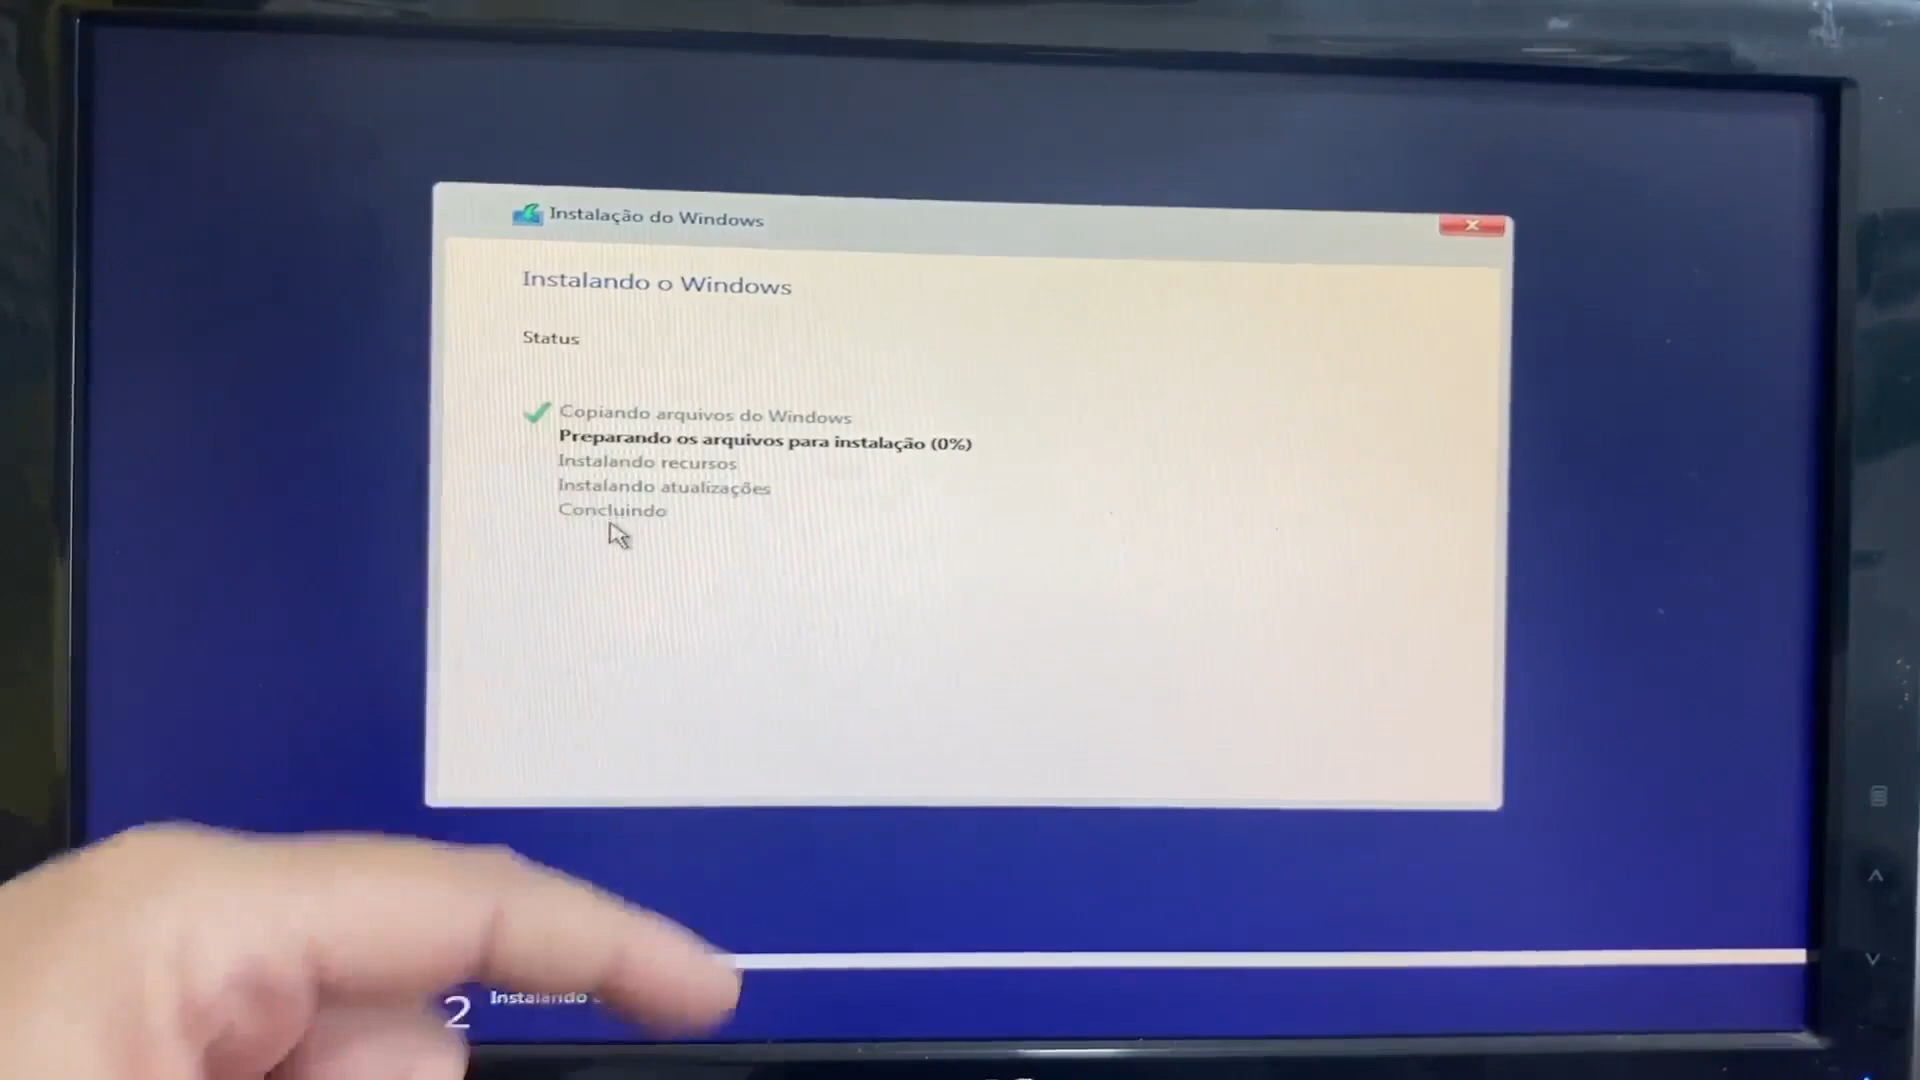 Instalação do Windows
Instalando o Windows
Status
Copiando arquivos do Windows
Preparando os arquivos para instalação (0%)
Instalando recursos
Instalando atualizações
Concluindo
2 Instalando